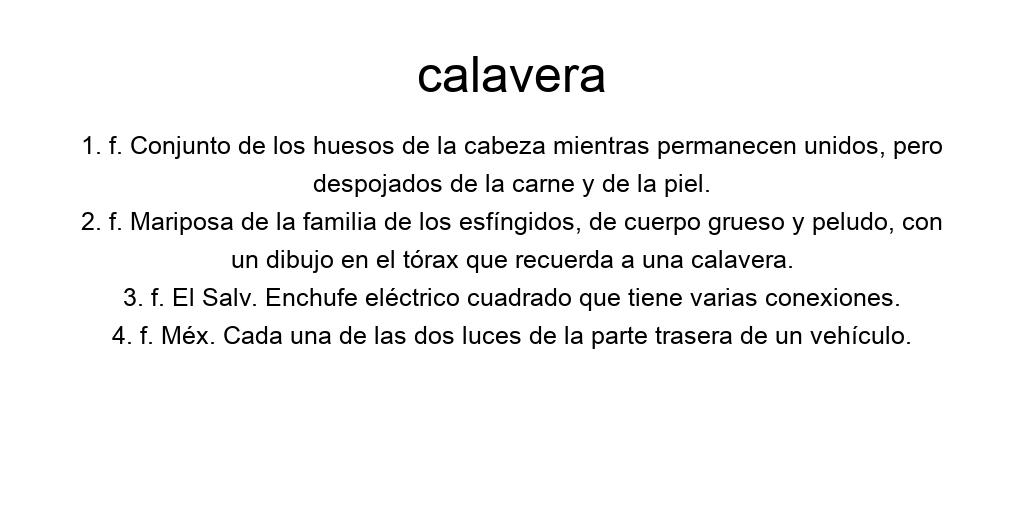 calavera
1. f. Conjunto de los huesos de la cabeza mientras permanecen unidos, pero
despojados de la carne y de la piel.
2. f. Mariposa de la familia de los esfíngidos, de cuerpo grueso y peludo, con
un dibujo en el tórax que recuerda a una calavera.
3. f. El Salv. Enchufe eléctrico cuadrado que tiene varias conexiones.
4. f. Méx. Cada una de las dos luces de la parte trasera de un vehículo.